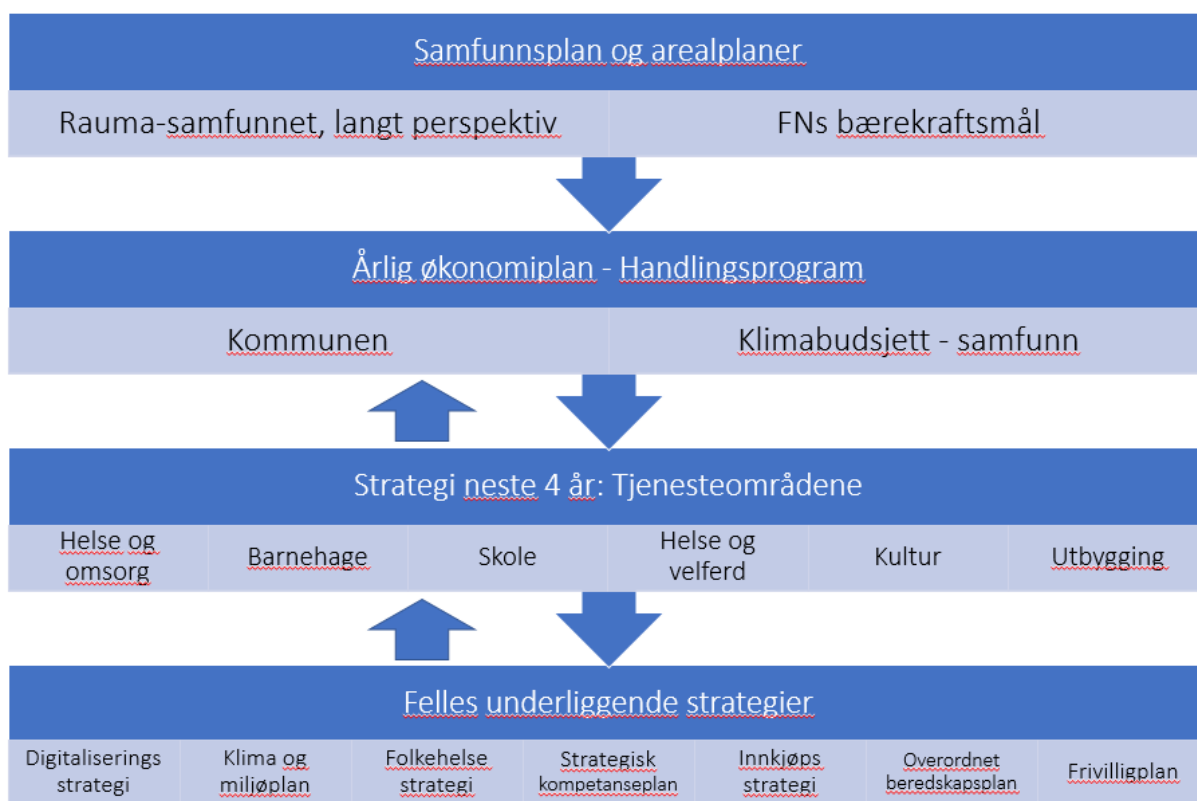 Samfunnsplan og arealplaner
Rauma-samfunnet, langt perspektiv
FNs bærekraftsmål
Årlig økonomiplan - Handlingsprogram
Kommunen
Klimabudsjett - samfunn
Strategi neste 4 år: Tjenesteområdene
Helse og
omsorg
Barnehage
Skole
Helse og
velferd
Kultur
Utbygging
Felles underliggende strategier
Digitaliserings
strategi
Klima og
miljøplan
Folkehelse
strategi
Strategisk
kompetanseplan
Innkjøps
strategi
Overordnet
beredskapsplan
Frivilligplan